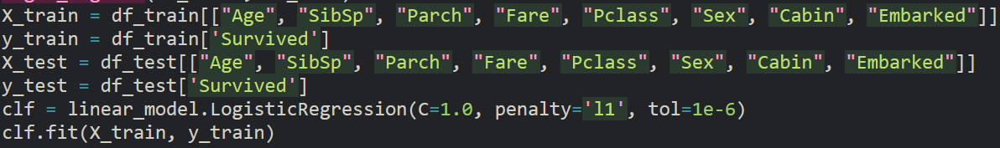 X_train = df_train[["Age", "SibSp", "Parch", "Fare", "Pclass", "Sex", "Cabin", "Embarked"]]
y_train = df_train['Survived']
X_test = df_test[["Age", "SibSp", "Parch", "Fare", "Pclass", "Sex", "Cabin", "Embarked"]]
y_test = df_test['Survived']
clf = linear_model.LogisticRegression(C=1.0, penalty='l1', tol=1e-6)
clf.fit(X_train, y_train)